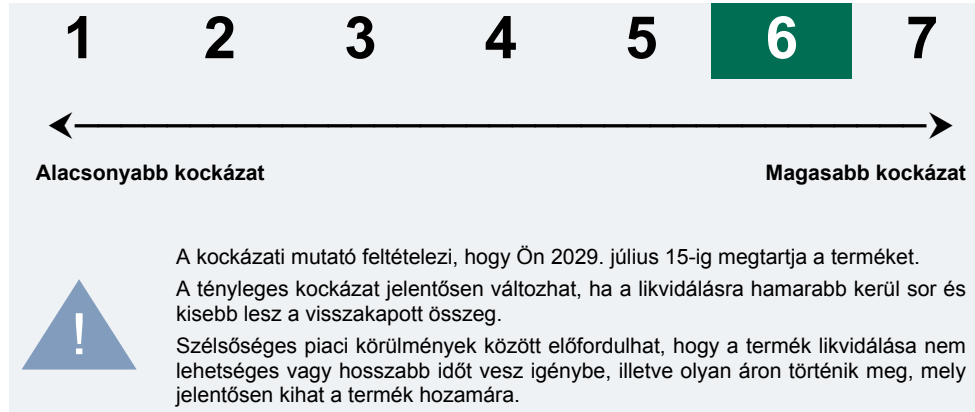 1 2 3 4 5 6 7
Alacsonyabb kockázat Magasabb kockázat
A kockázati mutató feltételezi, hogy Ön 2029. július 15-ig megtartja a terméket.
A tényleges kockázat jelentősen változhat, ha a likvidálásra hamarabb kerül sor és
kisebb lesz a visszakapott összeg.
!
Szélsőséges piaci körülmények között előfordulhat, hogy a termék likvidálása nem
lehetséges vagy hosszabb időt vesz igénybe, illetve olyan áron történik meg, mely
jelentősen kihat a termék hozamára.